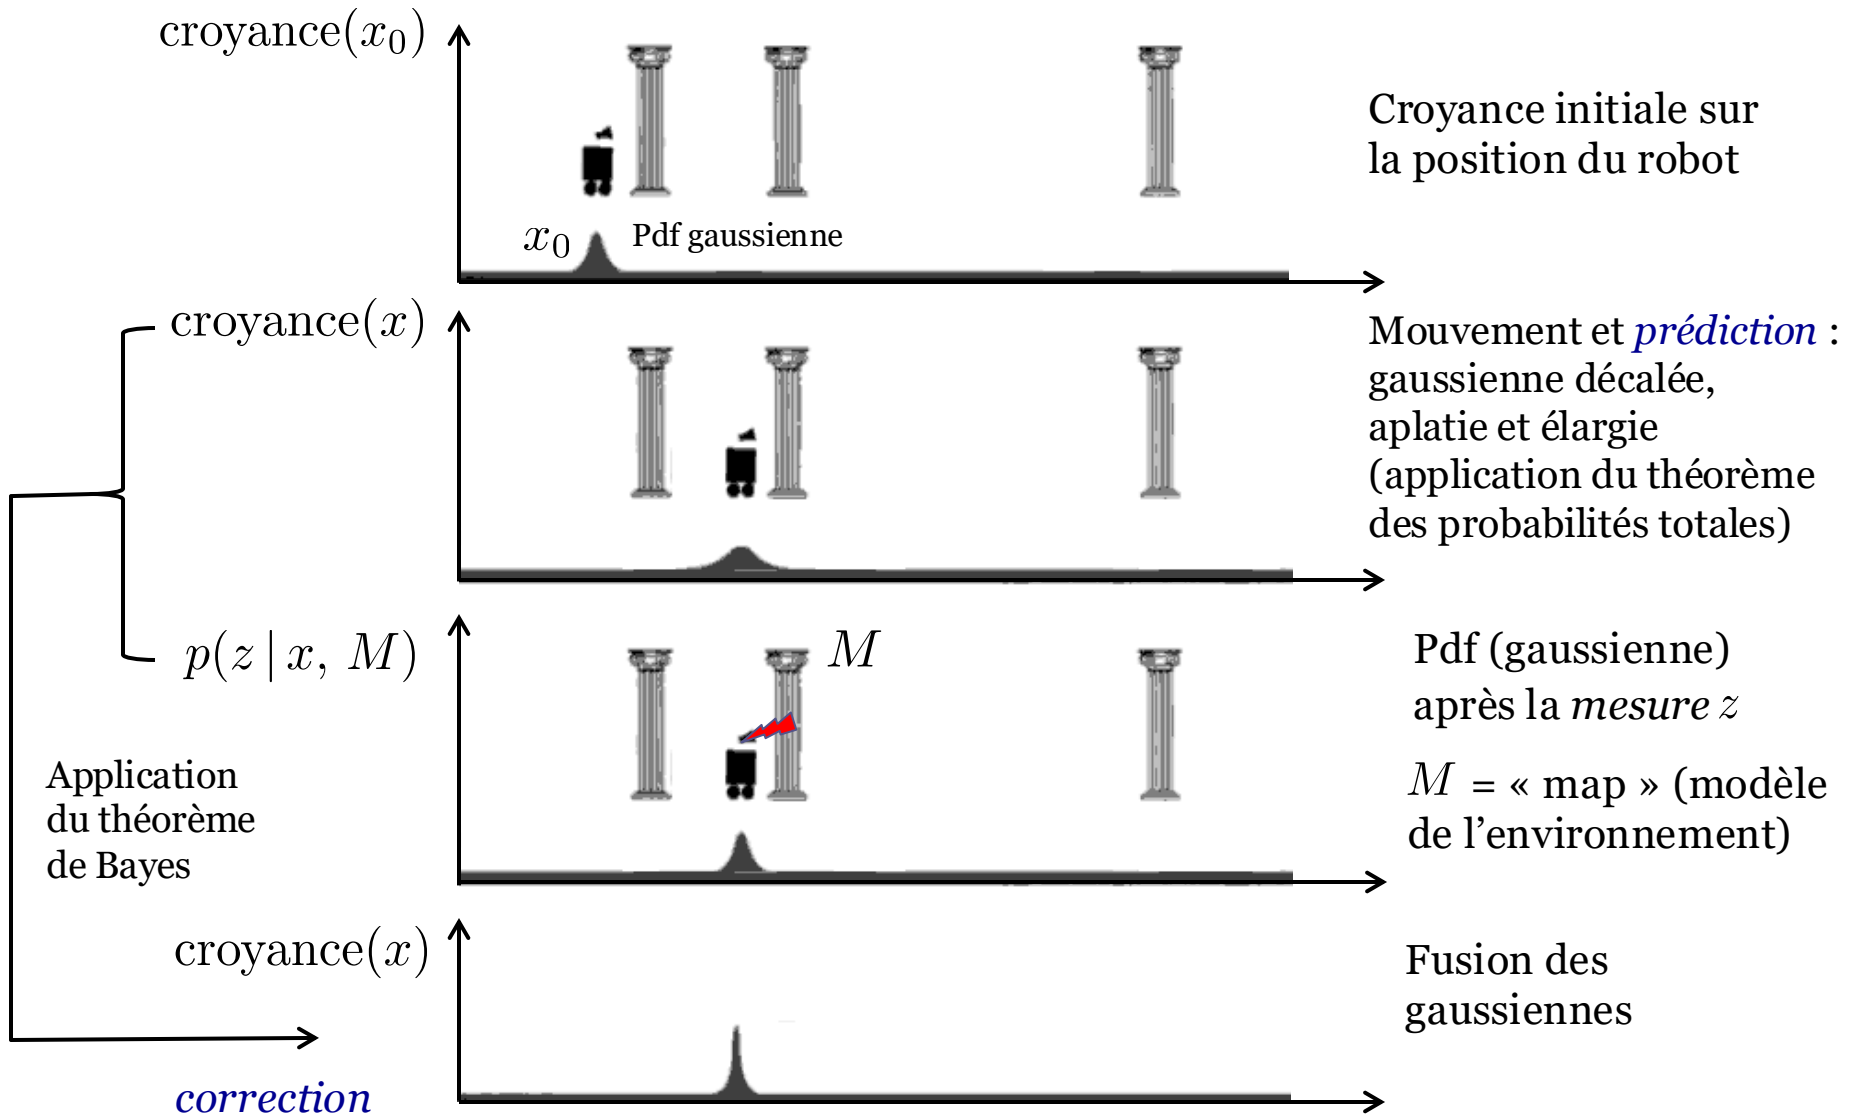 croyance(x₀)
Croyance initiale sur
la position du robot
x₀ Pdf gaussienne
croyance(x)
Mouvement et prédiction :
gaussienne décalée,
aplatie et élargie
(application du théorème
des probabilités totales)
p(z | x, M)
M
Pdf (gaussienne)
après la mesure z
M = « map » (modèle
de l’environnement)
Application
du théorème
de Bayes
croyance(x)
Fusion des
gaussiennes
correction